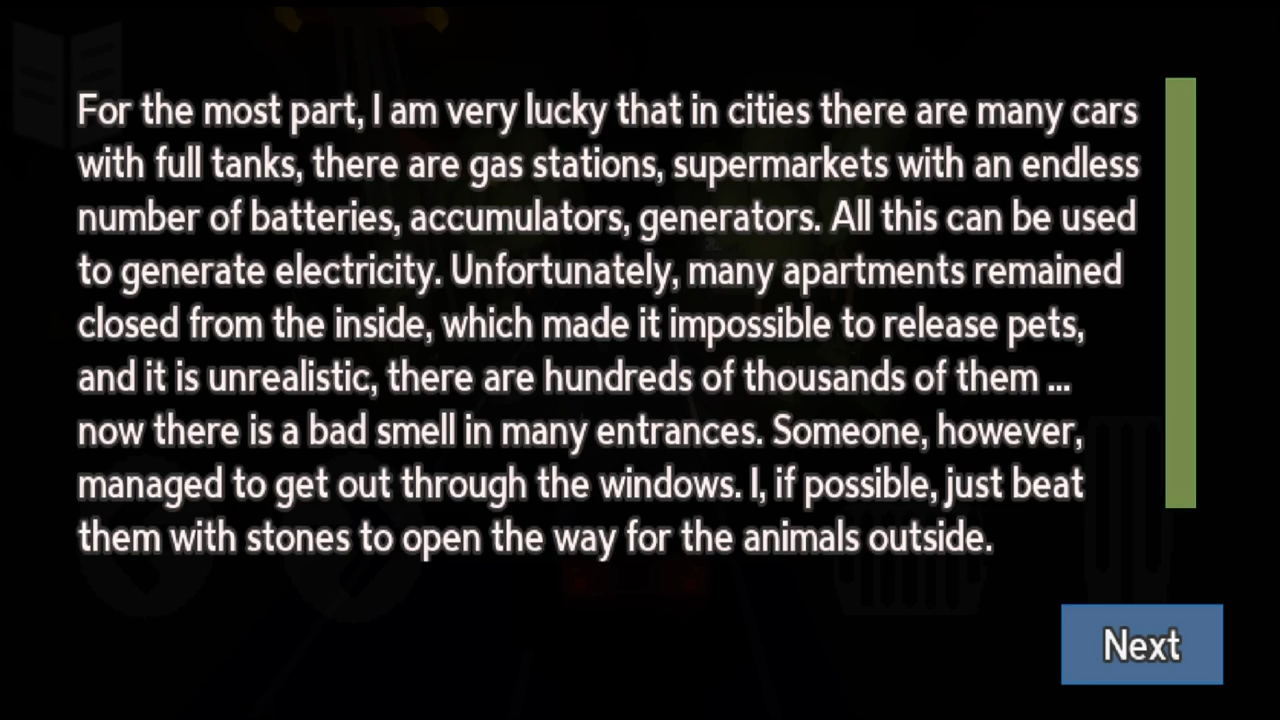 For the most part, I am very lucky that in cities there are many cars
with full tanks, there are gas stations, supermarkets with an endless
number of batteries, accumulators, generators. All this can be used
to generate electricity. Unfortunately, many apartments remained
closed from the inside, which made it impossible to release pets,
and it is unrealistic, there are hundreds of thousands of them ...
now there is a bad smell in many entrances. Someone, however,
managed to get out through the windows. I, if possible, just beat
them with stones to open the way for the animals outside.
Next